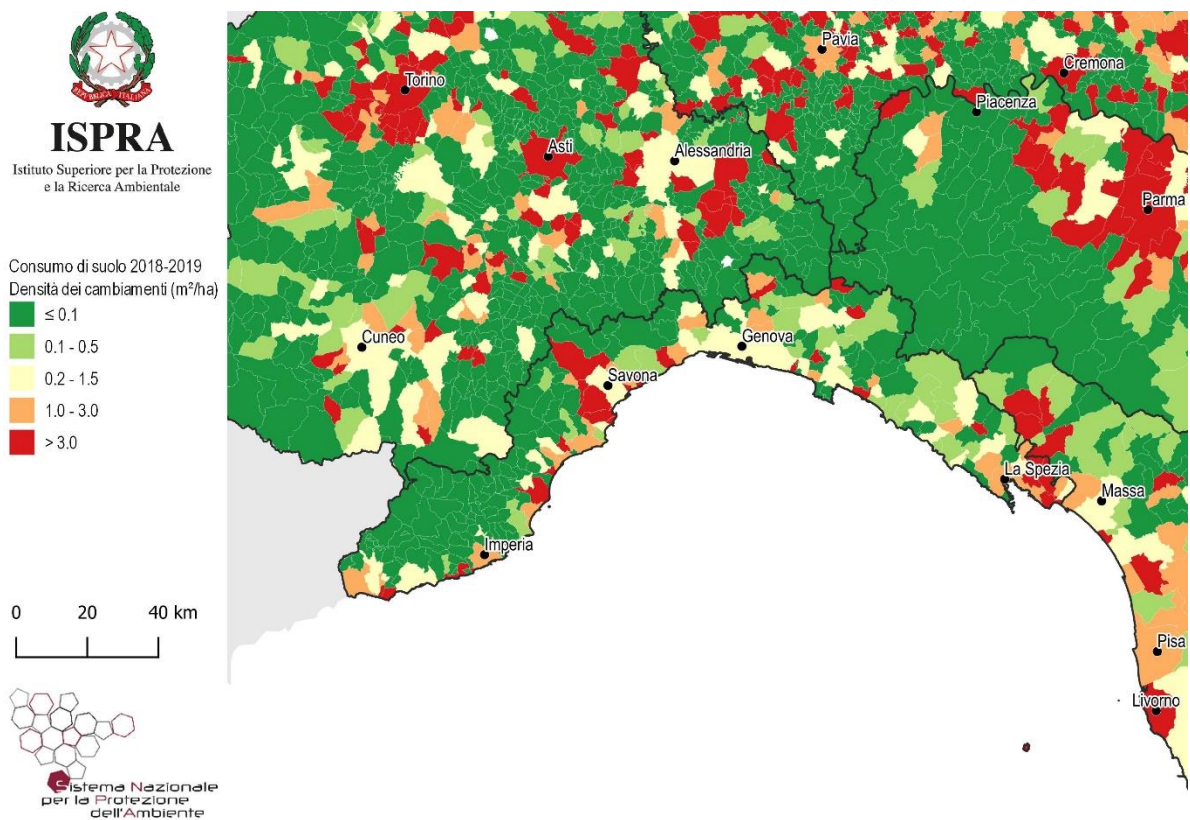 REPUBBLICA ITALIANA
ISPRA
Istituto Superiore per la Protezione
e la Ricerca Ambientale
Consumo di suolo 2018-2019
Densità dei cambiamenti (m²/ha)
≤ 0.1
0.1 - 0.5
0.2 - 1.5
1.0 - 3.0
> 3.0
0 20 40 km
Sistema Nazionale
per la Protezione
dell'Ambiente
Pavia
Cremona
Torino
Piacenza
Asti
Alessandria
Parma
Cuneo
Genova
Savona
La Spezia
Massa
Imperia
Pisa
Livorno